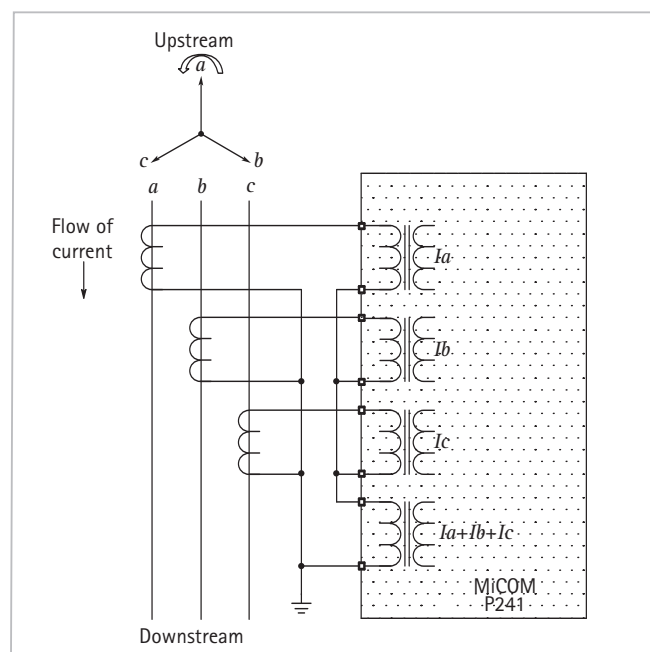 Upstream
a
c
b
a
b
c
Flow of
current
Ia
Ib
Ic
Ia+Ib+Ic
MiCOM
P241
Downstream